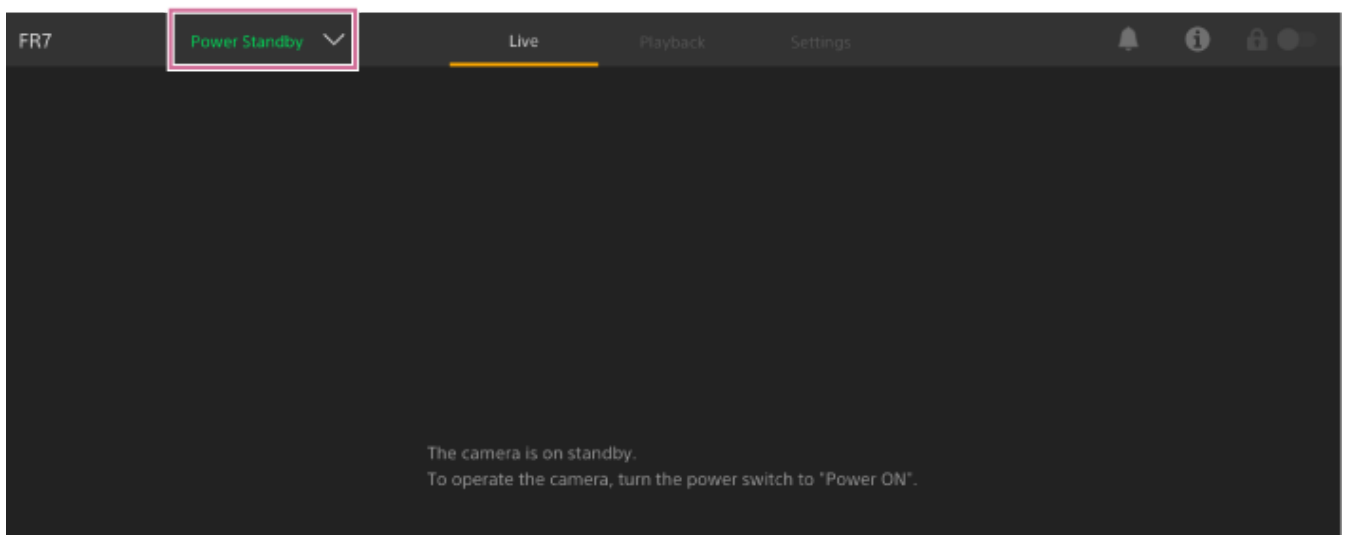 FR7 Power Standby Live Playback Settings
The camera is on standby.
To operate the camera, turn the power switch to "Power ON".